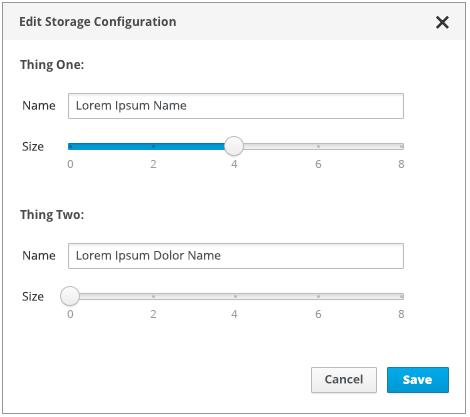 Edit Storage Configuration
Thing One:
Name Lorem Ipsum Name
Size
0 2 4 6 8
Thing Two:
Name Lorem Ipsum Dolor Name
Size
0 2 4 6 8
Cancel Save